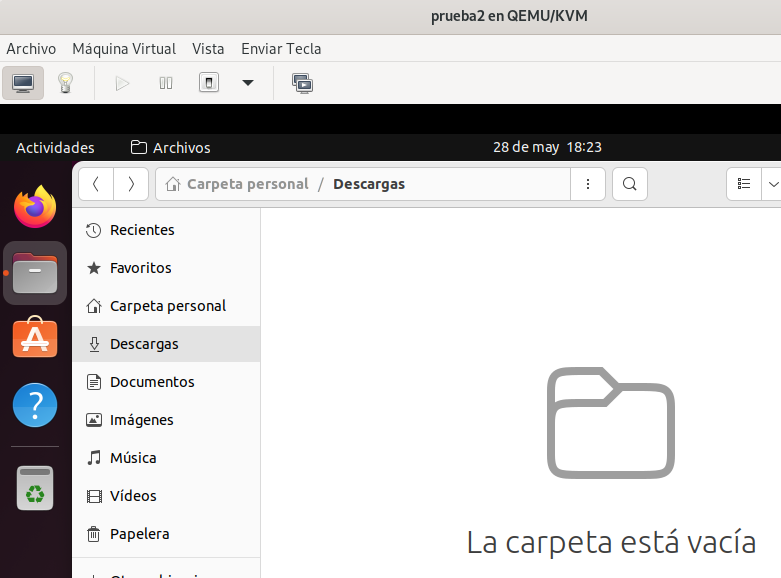 prueba2 en QEMU/KVM
Archivo Máquina Virtual Vista Enviar Tecla
Actividades Archivos 28 de may 18:23
Carpeta personal / Descargas
Recientes
Favoritos
Carpeta personal
Descargas
Documentos
Imágenes
Música
Vídeos
Papelera
La carpeta está vacía